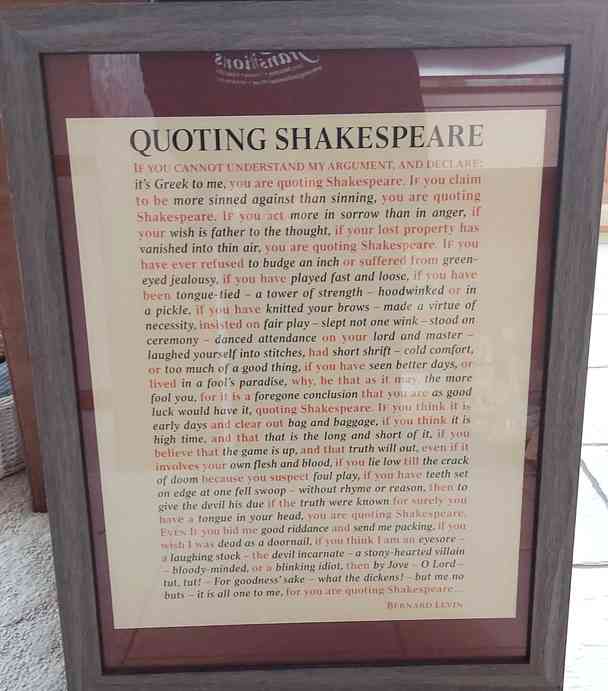 Transitions
QUOTING SHAKESPEARE
IF YOU CANNOT UNDERSTAND MY ARGUMENT, AND DECLARE:
it's Greek to me, you are quoting Shakespeare. IF you claim
to be more sinned against than sinning, you are quoting
Shakespeare. IF you act more in sorrow than in anger, if
your wish is father to the thought, if your lost property has
vanished into thin air, you are quoting Shakespeare. IF you
have ever refused to budge an inch or suffered from green-
eyed jealousy, if you have played fast and loose, if you have
been tongue-tied – a tower of strength – hoodwinked or in
a pickle, if you have knitted your brows – made a virtue of
necessity, insisted on fair play – slept not one wink – stood on
ceremony – danced attendance on your lord and master –
laughed yourself into stitches, had short shrift – cold comfort,
or too much of a good thing, if you have seen better days, or
lived in a fool's paradise, why, be that as it may, the more
fool you, for it is a foregone conclusion that you are as good
luck would have it, quoting Shakespeare. IF you think it is
early days and clear out bag and baggage, if you think it is
high time, and that that is the long and short of it, if you
believe that the game is up, and that truth will out, even if it
involves your own flesh and blood, if you lie low till the crack
of doom because you suspect foul play, if you have teeth set
on edge at one fell swoop – without rhyme or reason, then to
give the devil his due if the truth were known for surely you
have a tongue in your head, you are quoting Shakespeare.
EVEN IF you bid me good riddance and send me packing, if you
wish I was dead as a doornail, if you think I am an eyesore –
a laughing stock – the devil incarnate – a stony-hearted villain
– bloody-minded, or a blinking idiot, then by Jove – O Lord –
tut, tut! – For goodness' sake – what the dickens! – but me no
buts – it is all one to me, for you are quoting Shakespeare...
BERNARD LEVIN